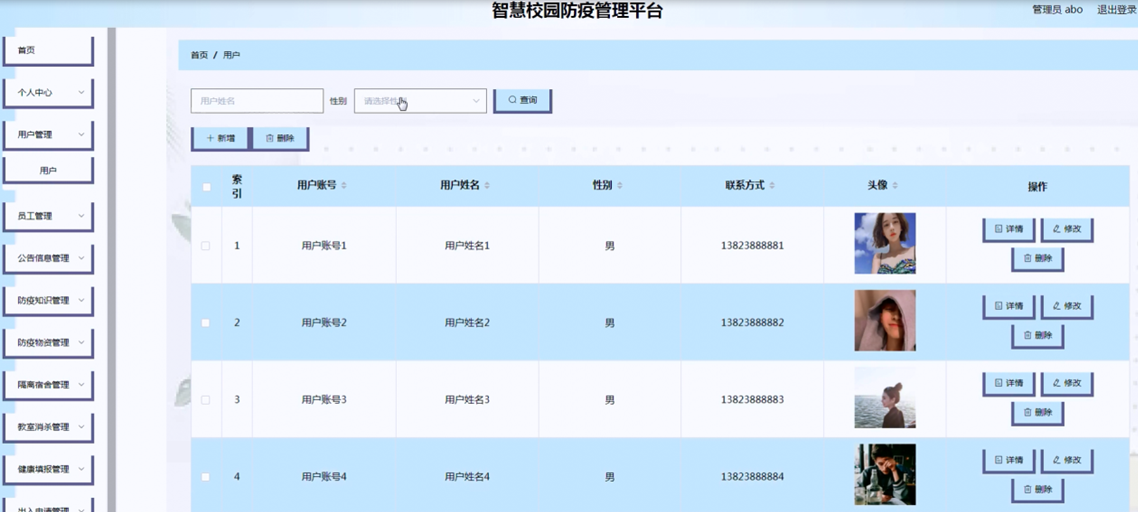 智慧校园防疫管理平台
管理员 abo 退出登录
首页
个人中心
用户管理
用户
员工管理
公告信息管理
防疫知识管理
防疫物资管理
隔离宿舍管理
教室消杀管理
健康填报管理
出入申请管理
首页 / 用户
用户姓名 性别 请选择性别 查询
+ 新增 删除
索引 用户账号 用户姓名 性别 联系方式 头像 操作
1 用户账号1 用户姓名1 男 13823888881 详情 修改
删除
2 用户账号2 用户姓名2 男 13823888882 详情 修改
删除
3 用户账号3 用户姓名3 男 13823888883 详情 修改
删除
4 用户账号4 用户姓名4 男 13823888884 详情 修改
删除